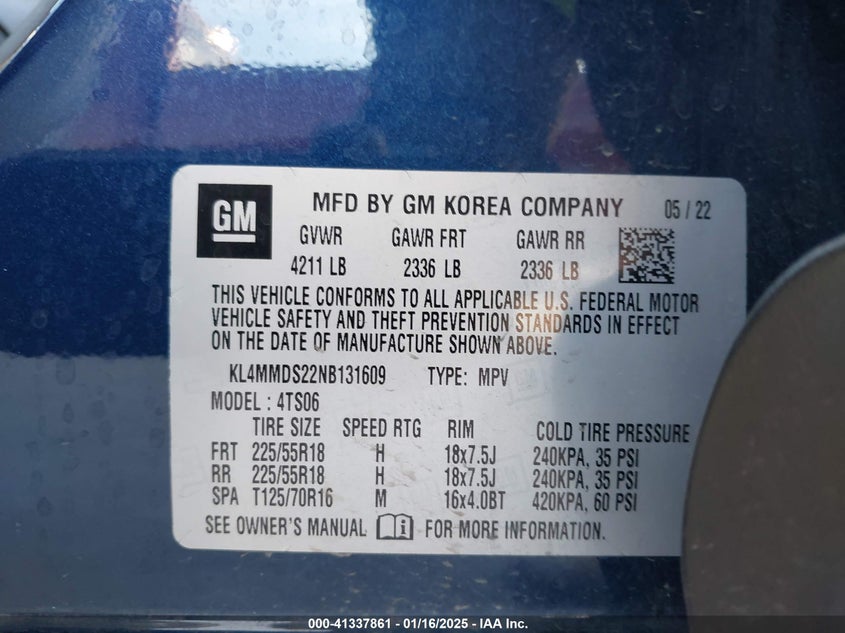 GM MFD BY GM KOREA COMPANY 05 / 22
GVWR GAWR FRT GAWR RR
4211 LB 2336 LB 2336 LB
THIS VEHICLE CONFORMS TO ALL APPLICABLE U.S. FEDERAL MOTOR
VEHICLE SAFETY AND THEFT PREVENTION STANDARDS IN EFFECT
ON THE DATE OF MANUFACTURE SHOWN ABOVE.
KL4MMDS22NB131609 TYPE: MPV
MODEL : 4TS06
TIRE SIZE SPEED RTG RIM COLD TIRE PRESSURE
FRT 225/55R18 H 18x7.5J 240KPA, 35 PSI
RR 225/55R18 H 18x7.5J 240KPA, 35 PSI
SPA T125/70R16 M 16x4.0BT 420KPA, 60 PSI
SEE OWNER'S MANUAL FOR MORE INFORMATION.
000-41337861 - 01/16/2025 - IAA Inc.